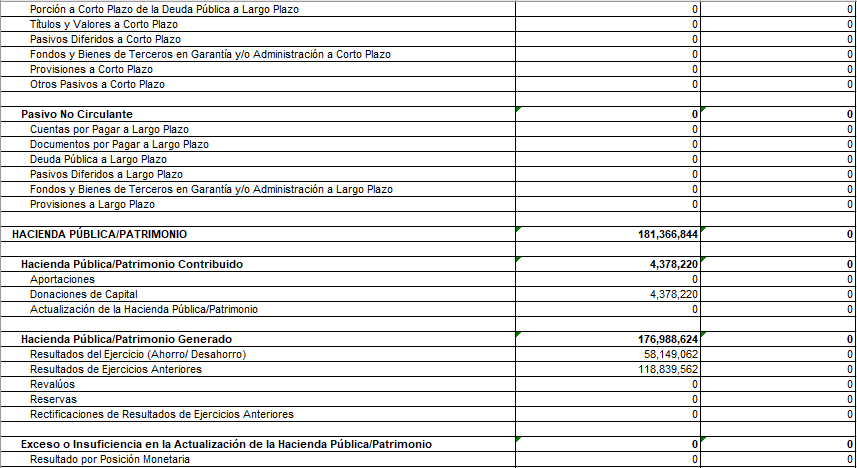 Porción a Corto Plazo de la Deuda Pública a Largo Plazo 0 0
Títulos y Valores a Corto Plazo 0 0
Pasivos Diferidos a Corto Plazo 0 0
Fondos y Bienes de Terceros en Garantía y/o Administración a Corto Plazo 0 0
Provisiones a Corto Plazo 0 0
Otros Pasivos a Corto Plazo 0 0
Pasivo No Circulante 0 0
Cuentas por Pagar a Largo Plazo 0 0
Documentos por Pagar a Largo Plazo 0 0
Deuda Pública a Largo Plazo 0 0
Pasivos Diferidos a Largo Plazo 0 0
Fondos y Bienes de Terceros en Garantía y/o Administración a Largo Plazo 0 0
Provisiones a Largo Plazo 0 0
HACIENDA PÚBLICA/PATRIMONIO 181,366,844 0
Hacienda Pública/Patrimonio Contribuido 4,378,220 0
Aportaciones 0 0
Donaciones de Capital 4,378,220 0
Actualización de la Hacienda Pública/Patrimonio 0 0
Hacienda Pública/Patrimonio Generado 176,988,624 0
Resultados del Ejercicio (Ahorro/ Desahorro) 58,149,062 0
Resultados de Ejercicios Anteriores 118,839,562 0
Revalúos 0 0
Reservas 0 0
Rectificaciones de Resultados de Ejercicios Anteriores 0 0
Exceso o Insuficiencia en la Actualización de la Hacienda Pública/Patrimonio 0 0
Resultado por Posición Monetaria 0 0